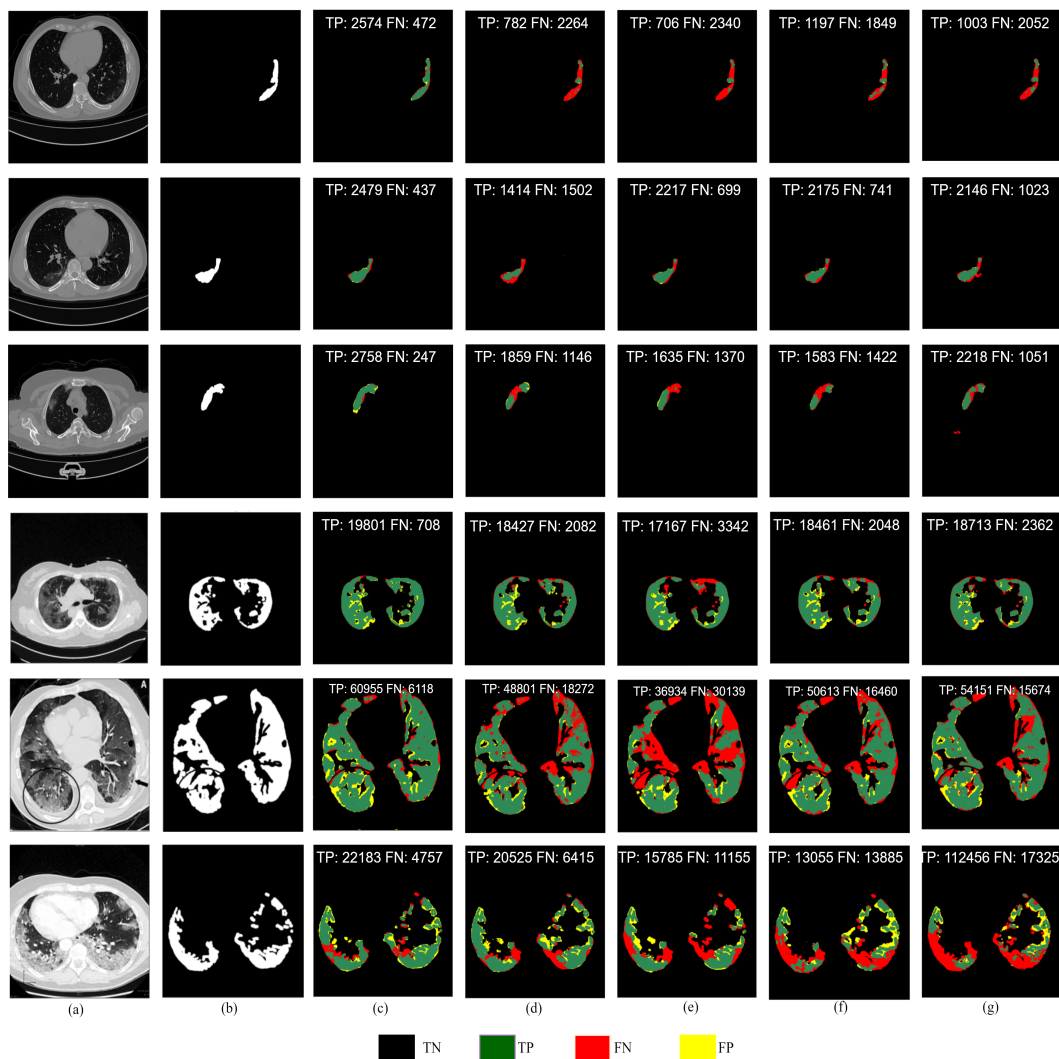 TP: 2574 FN: 472
TP: 782 FN: 2264
TP: 706 FN: 2340
TP: 1197 FN: 1849
TP: 1003 FN: 2052
TP: 2479 FN: 437
TP: 1414 FN: 1502
TP: 2217 FN: 699
TP: 2175 FN: 741
TP: 2146 FN: 1023
TP: 2758 FN: 247
TP: 1859 FN: 1146
TP: 1635 FN: 1370
TP: 1583 FN: 1422
TP: 2218 FN: 1051
TP: 19801 FN: 708
TP: 18427 FN: 2082
TP: 17167 FN: 3342
TP: 18461 FN: 2048
TP: 18713 FN: 2362
A
TP: 60955 FN: 6118
TP: 48801 FN: 18272
TP: 36934 FN: 30139
TP: 50613 FN: 16460
TP: 54151 FN: 15674
TP: 22183 FN: 4757
TP: 20525 FN: 6415
TP: 15785 FN: 11155
TP: 13055 FN: 13885
TP: 112456 FN: 17325
(a)
(b)
(c)
(d)
(e)
(f)
(g)
TN
TP
FN
FP